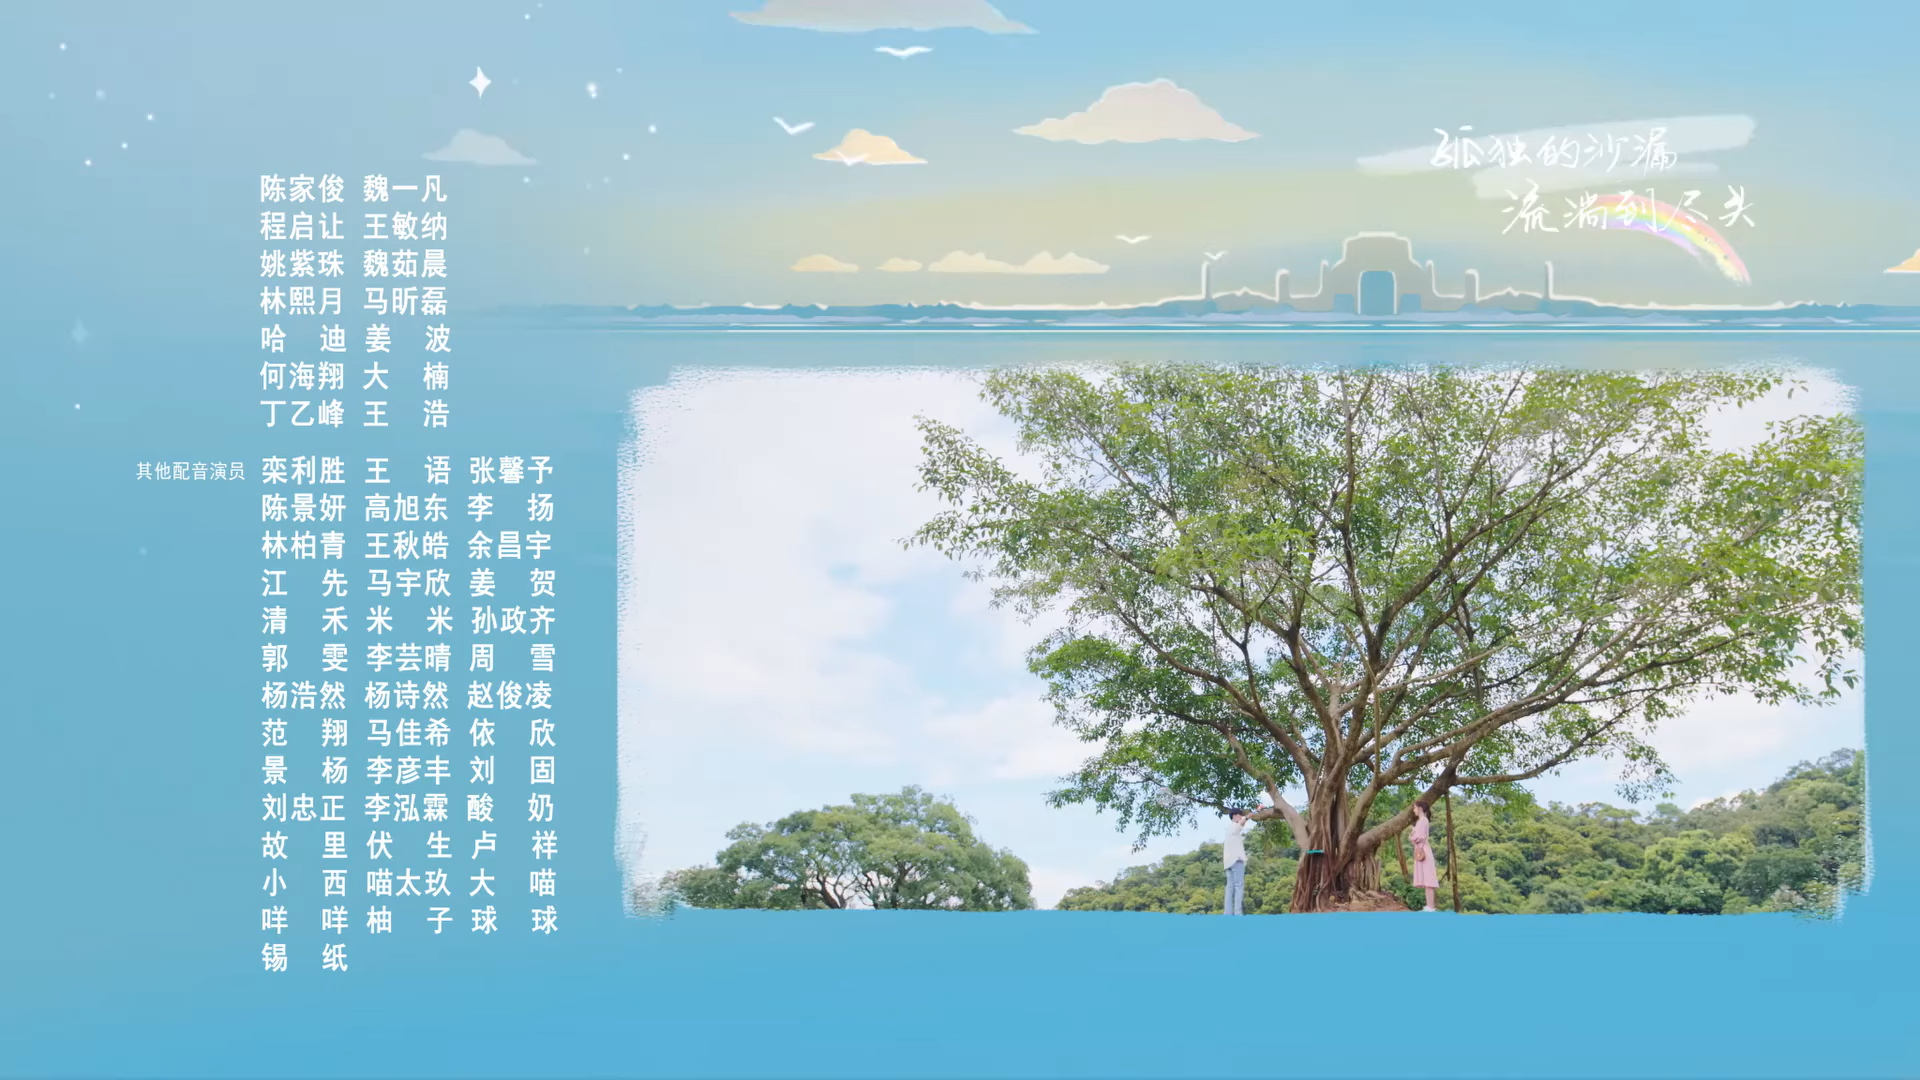 陈家俊 魏一凡
程启让 王敏纳
姚紫珠 魏茹晨
林熙月 马昕磊
哈 迪 姜 波
何海翔 大 楠
丁乙峰 王 浩
其他配音演员 栾利胜 王 语 张馨予
陈景妍 高旭东 李 扬
林柏青 王秋皓 余昌宇
江 先 马宇欣 姜 贺
清 禾 米 米 孙政齐
郭 雯 李芸晴 周 雪
杨浩然 杨诗然 赵俊凌
范 翔 马佳希 依 欣
景 杨 李彦丰 刘 固
刘忠正 李泓霖 酸 奶
故 里 伏 生 卢 祥
小 西 喵太玖 大 喵
咩 咩 柚 子 球 球
锡 纸
孤独的沙漏
流淌到尽头